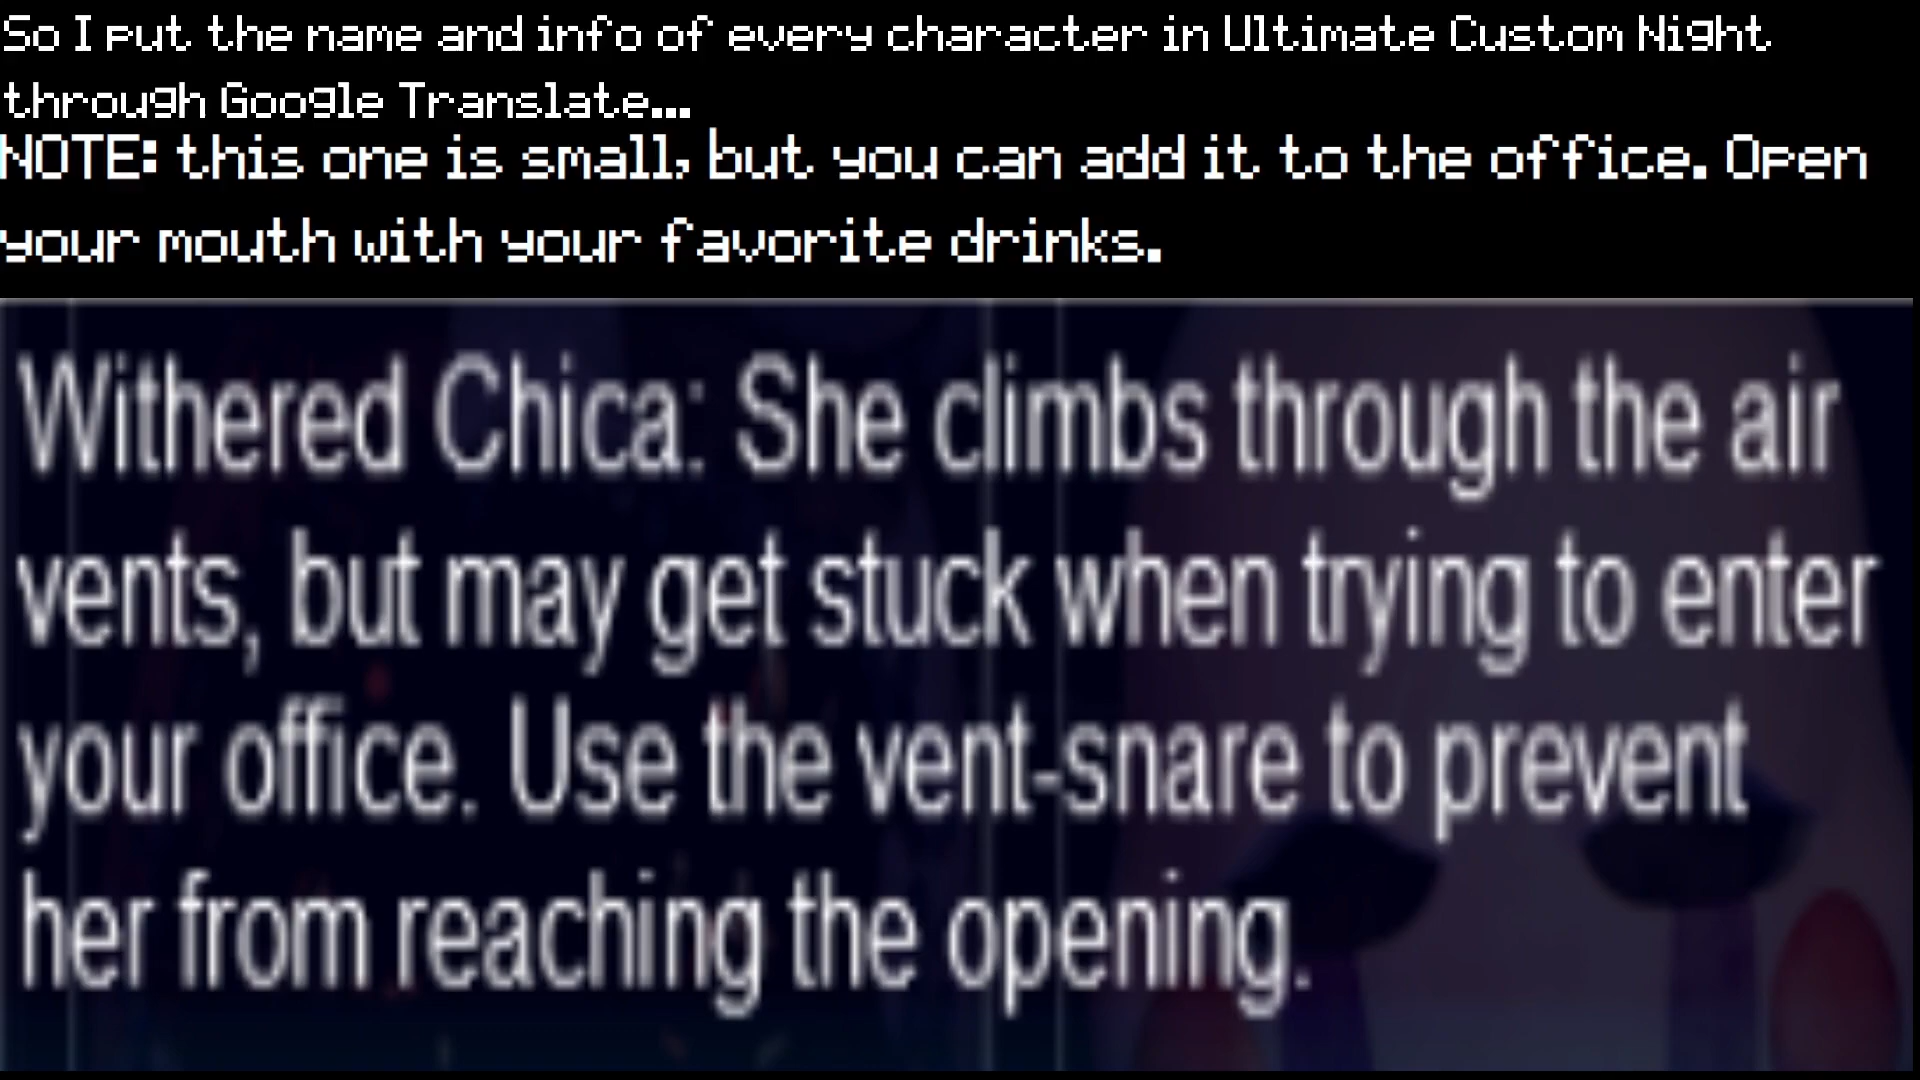 So I put the name and info of every character in Ultimate Custom Night
through Google Translate...
NOTE: this one is small, but you can add it to the office. Open
your mouth with your favorite drinks.
Withered Chica: She climbs through the air
vents, but may get stuck when trying to enter
your office. Use the vent-snare to prevent
her from reaching the opening.